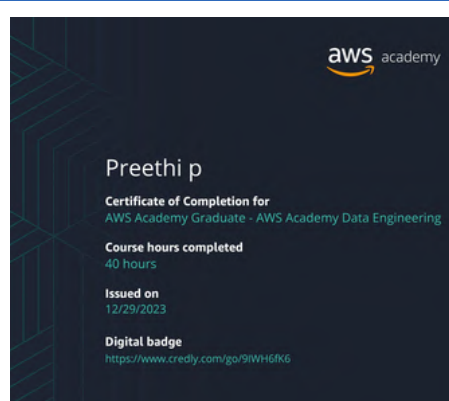 aws academy
Preethi p
Certificate of Completion for
AWS Academy Graduate - AWS Academy Data Engineering
Course hours completed
40 hours
Issued on
12/29/2023
Digital badge
https://www.credly.com/go/9IWH6fK6